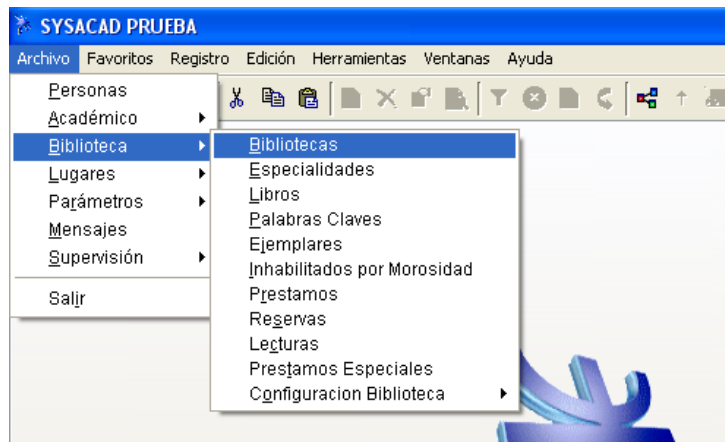 SYSACAD PRUEBA
Archivo Favoritos Registro Edición Herramientas Ventanas Ayuda
Personas
Académico
Biblioteca
Lugares
Parámetros
Mensajes
Supervisión
Salir
Bibliotecas
Especialidades
Libros
Palabras Claves
Ejemplares
Inhabilitados por Morosidad
Prestamos
Reservas
Lecturas
Prestamos Especiales
Configuracion Biblioteca